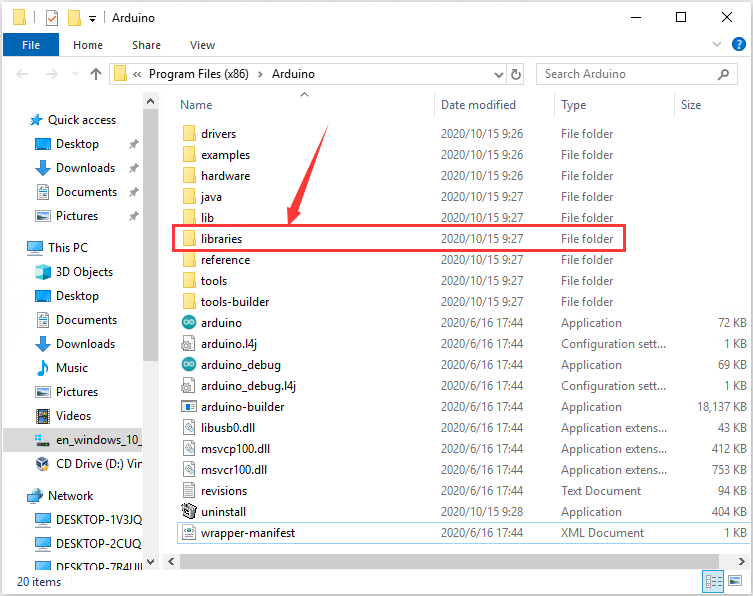 Arduino
File Home Share View
« Program Files (x86) > Arduino Search Arduino
Name Date modified Type Size
Quick access
Desktop
Downloads
Documents
Pictures
This PC
3D Objects
Desktop
Documents
Downloads
Music
Pictures
Videos
en_windows_10_
CD Drive (D:) Vir
Network
DESKTOP-1V3JQ
DESKTOP-2CUQ
DESKTOP-7R4UII
drivers 2020/10/15 9:26 File folder
examples 2020/10/15 9:26 File folder
hardware 2020/10/15 9:26 File folder
java 2020/10/15 9:27 File folder
lib 2020/10/15 9:27 File folder
libraries 2020/10/15 9:27 File folder
reference 2020/10/15 9:27 File folder
tools 2020/10/15 9:27 File folder
tools-builder 2020/10/15 9:27 File folder
arduino 2020/6/16 17:44 Application 72 KB
arduino.l4j 2020/6/16 17:44 Configuration sett... 1 KB
arduino_debug 2020/6/16 17:44 Application 69 KB
arduino_debug.l4j 2020/6/16 17:44 Configuration sett... 1 KB
arduino-builder 2020/6/16 17:44 Application 18,137 KB
libusb0.dll 2020/6/16 17:44 Application extens... 43 KB
msvcp100.dll 2020/6/16 17:44 Application extens... 412 KB
msvcr100.dll 2020/6/16 17:44 Application extens... 753 KB
revisions 2020/6/16 17:44 Text Document 94 KB
uninstall 2020/10/15 9:28 Application 404 KB
wrapper-manifest 2020/6/16 17:44 XML Document 1 KB
20 items